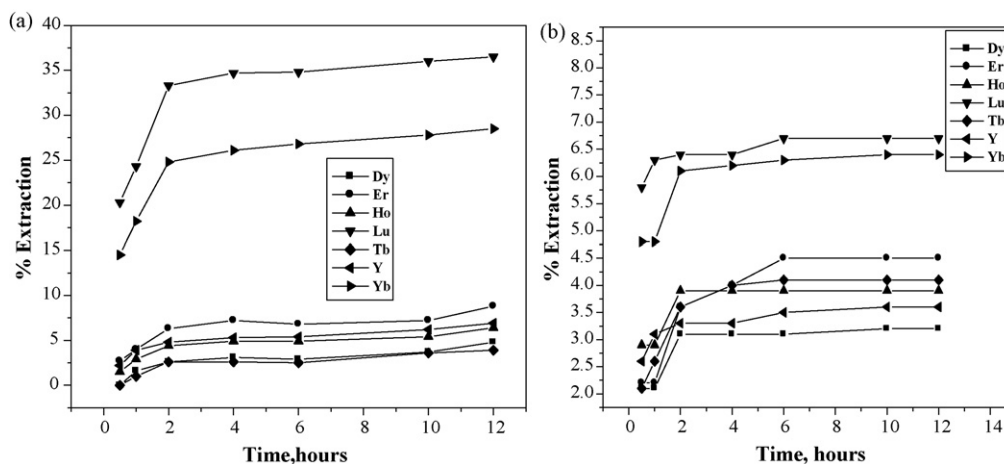 (a)
40
35
30
25
20
15
10
5
0
% Extraction
Dy
Er
Ho
Lu
Tb
Y
Yb
0 2 4 6 8 10 12
Time,hours
(b)
8.5
8.0
7.5
7.0
6.5
6.0
5.5
5.0
4.5
4.0
3.5
3.0
2.5
2.0
% Extraction
Dy
Er
Ho
Lu
Tb
Y
Yb
0 2 4 6 8 10 12 14
Time, hours